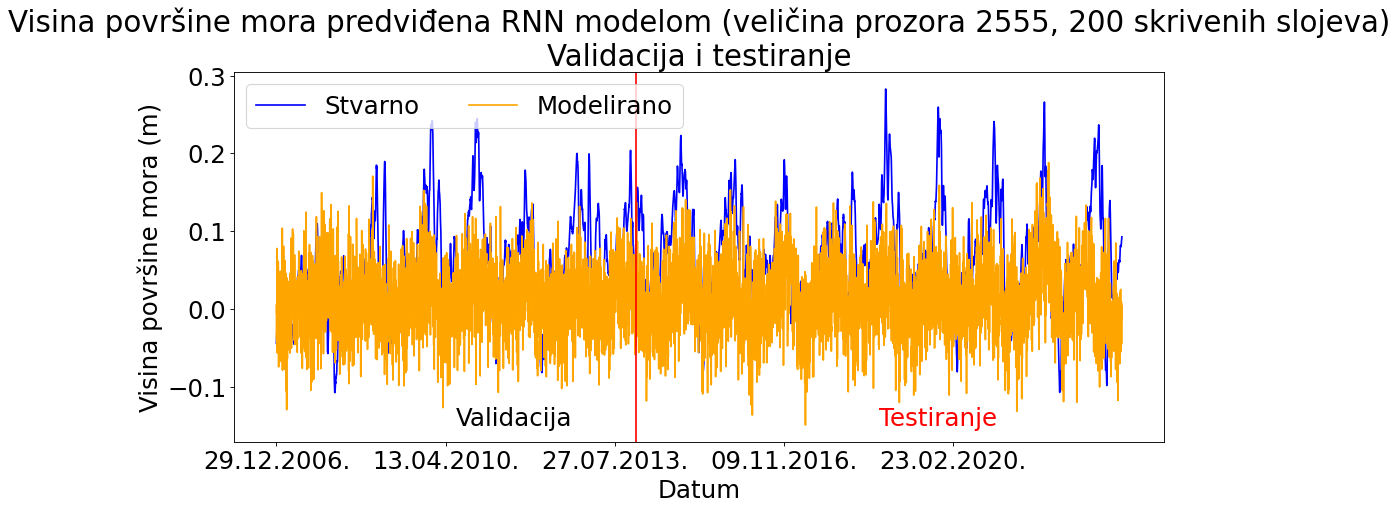 Visina površine mora predviđena RNN modelom (veličina prozora 2555, 200 skrivenih slojeva)
Validacija i testiranje
Stvarno
Modelirano
Visina površine mora (m)
0.3
0.2
0.1
0.0
−0.1
Validacija
Testiranje
29.12.2006.
13.04.2010.
27.07.2013.
09.11.2016.
23.02.2020.
Datum